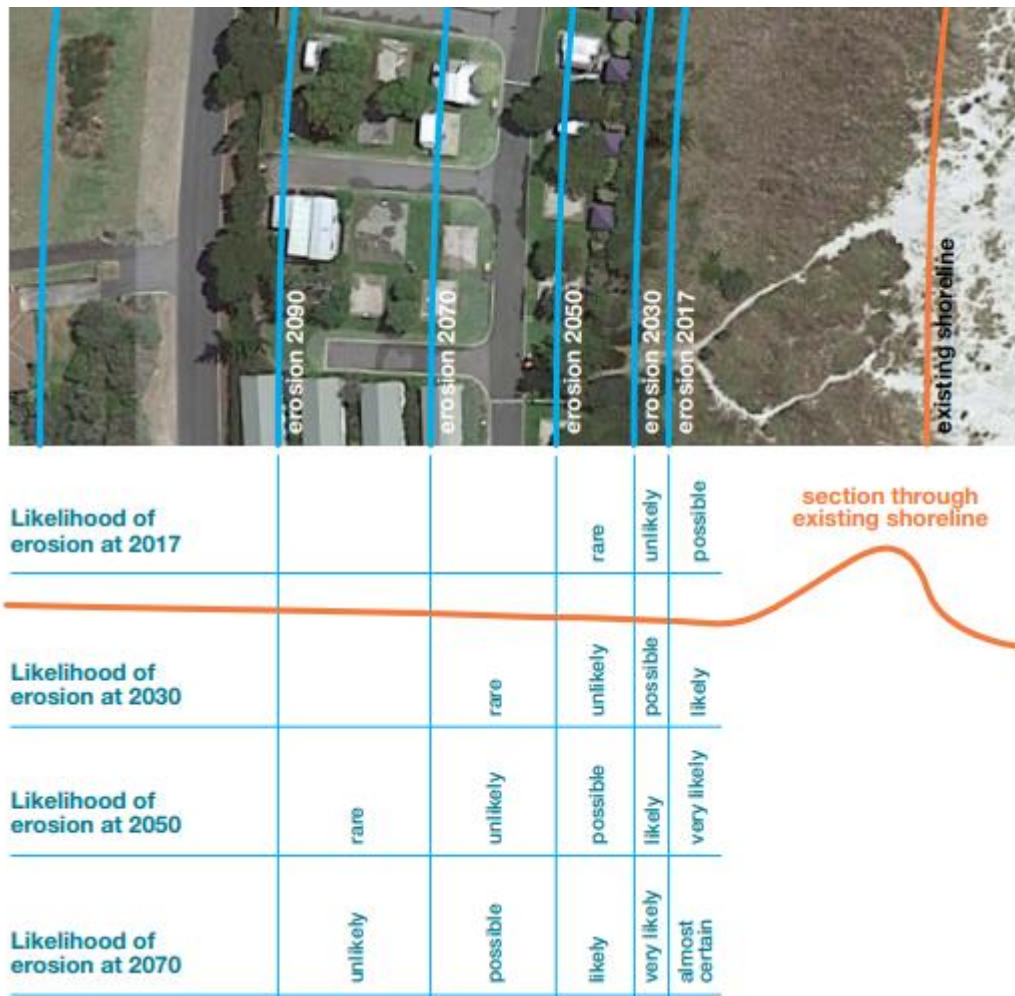 erosion 2090
erosion 2070
erosion 2050
erosion 2030
erosion 2017
existing shoreline
Likelihood of
erosion at 2017
rare
unlikely
possible
section through
existing shoreline
Likelihood of
erosion at 2030
rare
unlikely
possible
likely
Likelihood of
erosion at 2050
rare
unlikely
possible
likely
very likely
Likelihood of
erosion at 2070
unlikely
possible
likely
very likely
almost
certain